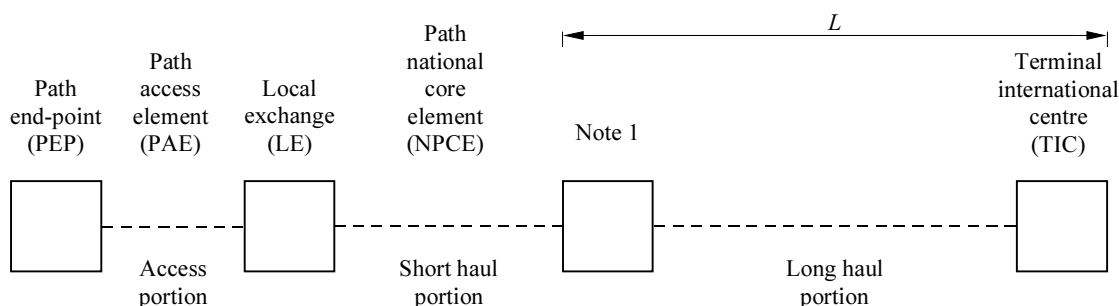 L
Path
end-point
(PEP)
Path
access
element
(PAE)
Local
exchange
(LE)
Path
national
core
element
(NPCE)
Note 1
Terminal
international
centre
(TIC)
Access
portion
Short haul
portion
Long haul
portion